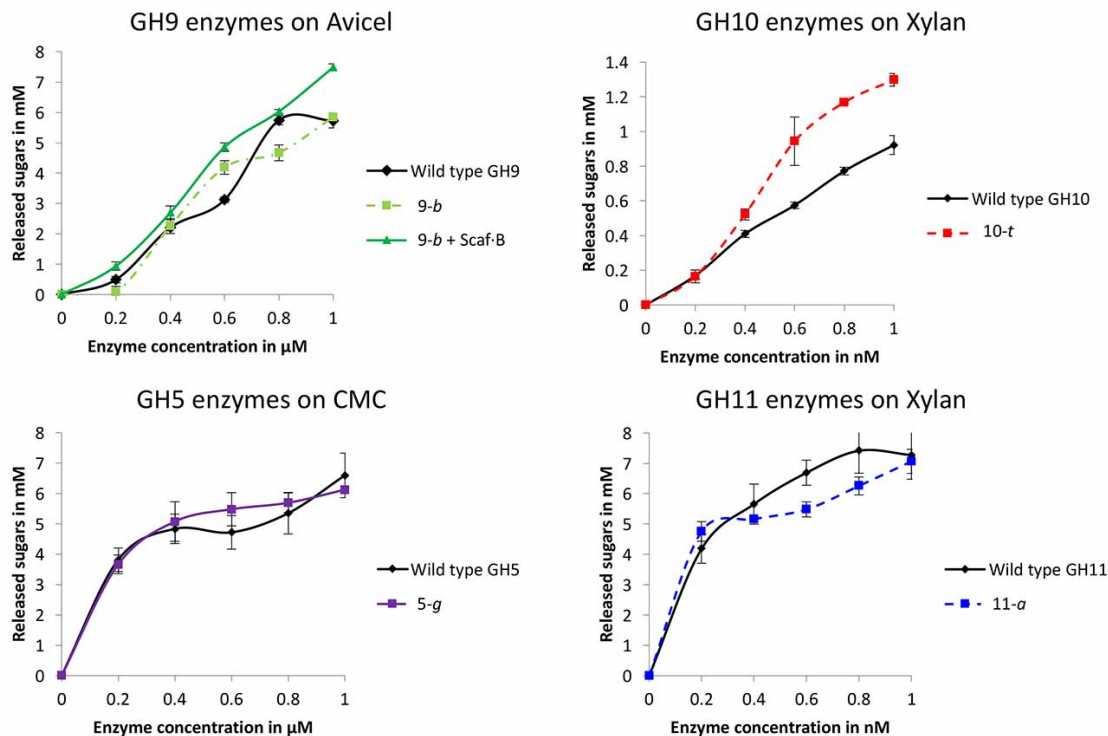 GH9 enzymes on Avicel
8
7
6
5
4
3
2
1
0
Released sugars in mM
0 0.2 0.4 0.6 0.8 1
Enzyme concentration in µM
Wild type GH9
9-b
9-b + Scaf·B
GH10 enzymes on Xylan
1.4
1.2
1
0.8
0.6
0.4
0.2
0
Released sugars in mM
0 0.2 0.4 0.6 0.8 1
Enzyme concentration in nM
Wild type GH10
10-t
GH5 enzymes on CMC
8
7
6
5
4
3
2
1
0
Released sugars in mM
0 0.2 0.4 0.6 0.8 1
Enzyme concentration in µM
Wild type GH5
5-g
GH11 enzymes on Xylan
8
7
6
5
4
3
2
1
0
Released sugars in mM
0 0.2 0.4 0.6 0.8 1
Enzyme concentration in nM
Wild type GH11
11-a